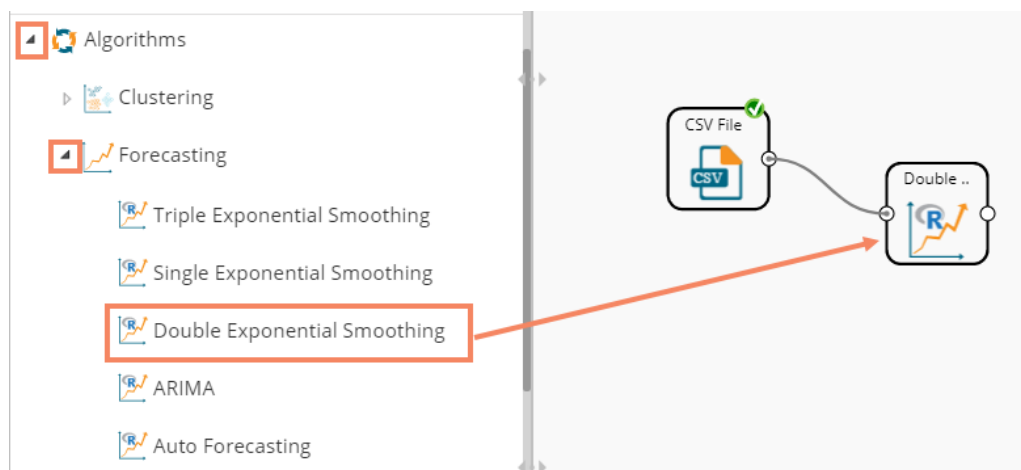 Algorithms
Clustering
Forecasting
Triple Exponential Smoothing
Single Exponential Smoothing
Double Exponential Smoothing
ARIMA
Auto Forecasting
CSV File
CSV
Double ..
R